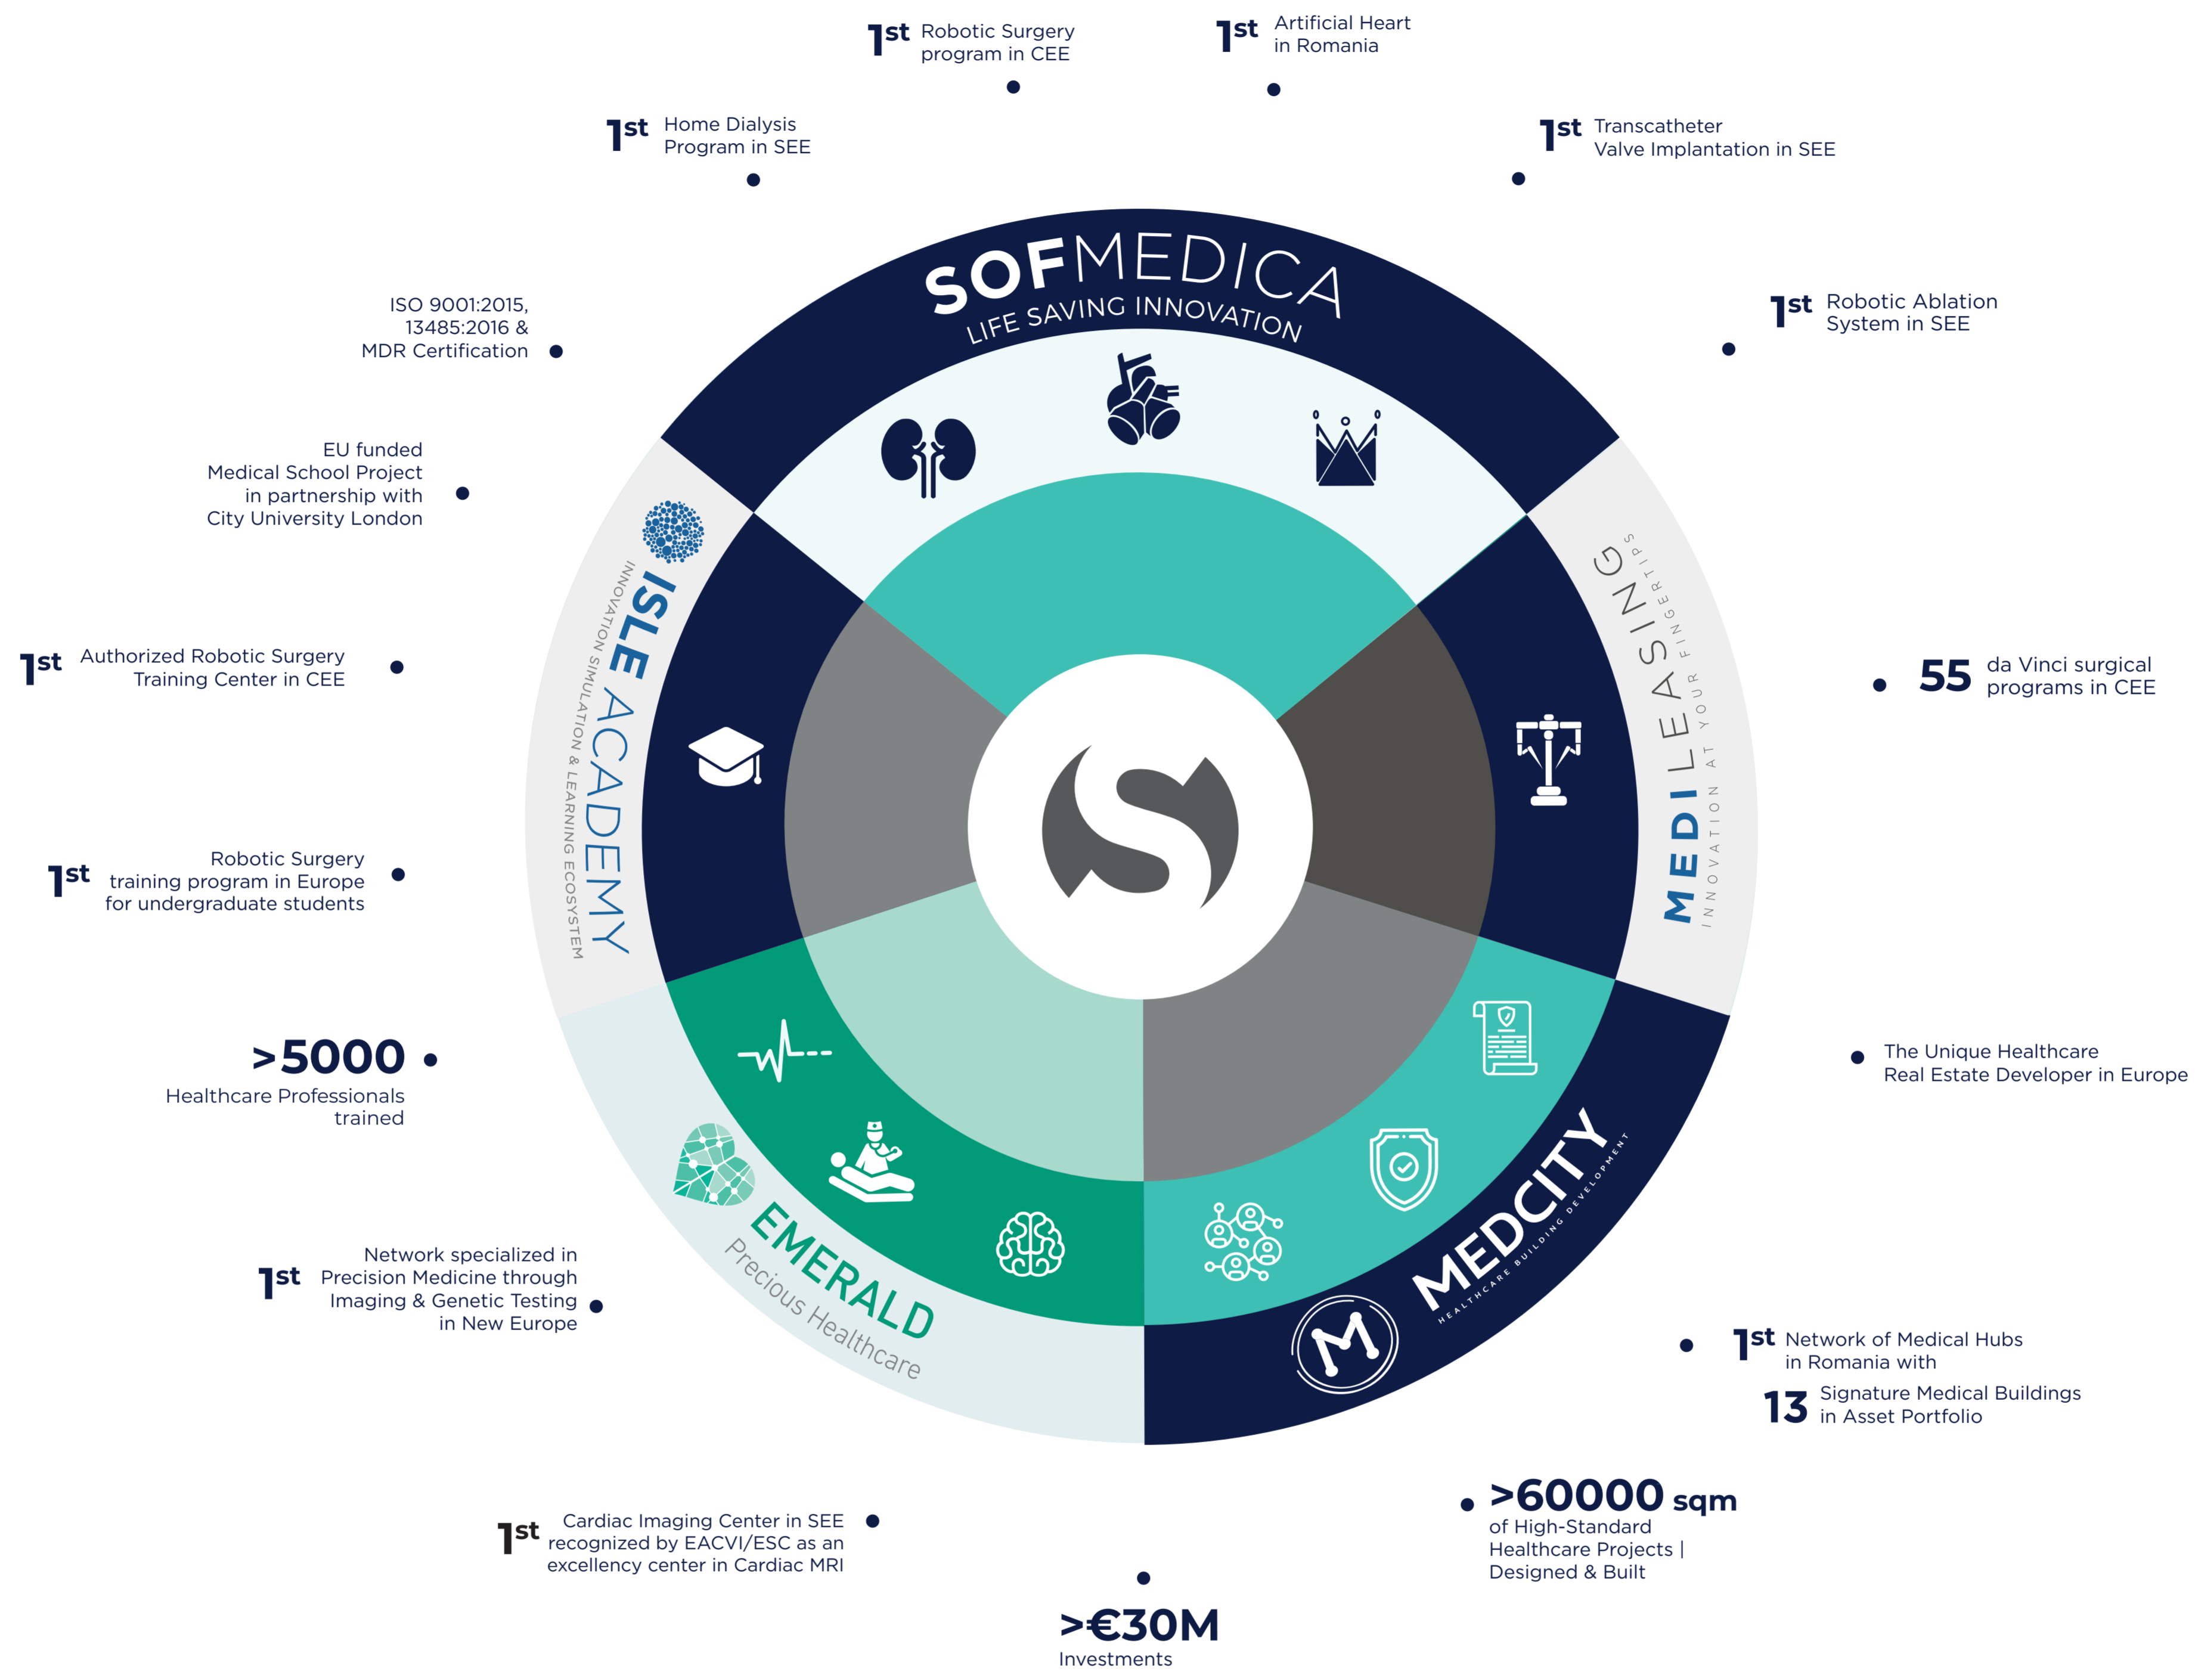 1st Robotic Surgery
program in CEE
1st Artificial Heart
in Romania
1st Home Dialysis
Program in SEE
1st Transcatheter
Valve Implantation in SEE
ISO 9001:2015,
13485:2016 &
MDR Certification
1st Robotic Ablation
System in SEE
EU funded
Medical School Project
in partnership with
City University London
1st Authorized Robotic Surgery
Training Center in CEE
55 da Vinci surgical
programs in CEE
1st Robotic Surgery
training program in Europe
for undergraduate students
>5000
Healthcare Professionals
trained
The Unique Healthcare
Real Estate Developer in Europe
1st Network specialized in
Precision Medicine through
Imaging & Genetic Testing
in New Europe
1st Network of Medical Hubs
in Romania with
13 Signature Medical Buildings
in Asset Portfolio
1st Cardiac Imaging Center in SEE
recognized by EACVI/ESC as an
excellency center in Cardiac MRI
>60000 sqm
of High-Standard
Healthcare Projects |
Designed & Built
>€30M
Investments
SOFMEDICA
LIFE SAVING INNOVATION
ISLE ACADEMY
INNOVATION SIMULATION & LEARNING ECOSYSTEM
MEDILEASING
INNOVATION AT YOUR FINGERTIPS
EMERALD
Precious Healthcare
MEDCITY
HEALTHCARE BUILDING DEVELOPMENT
M
S